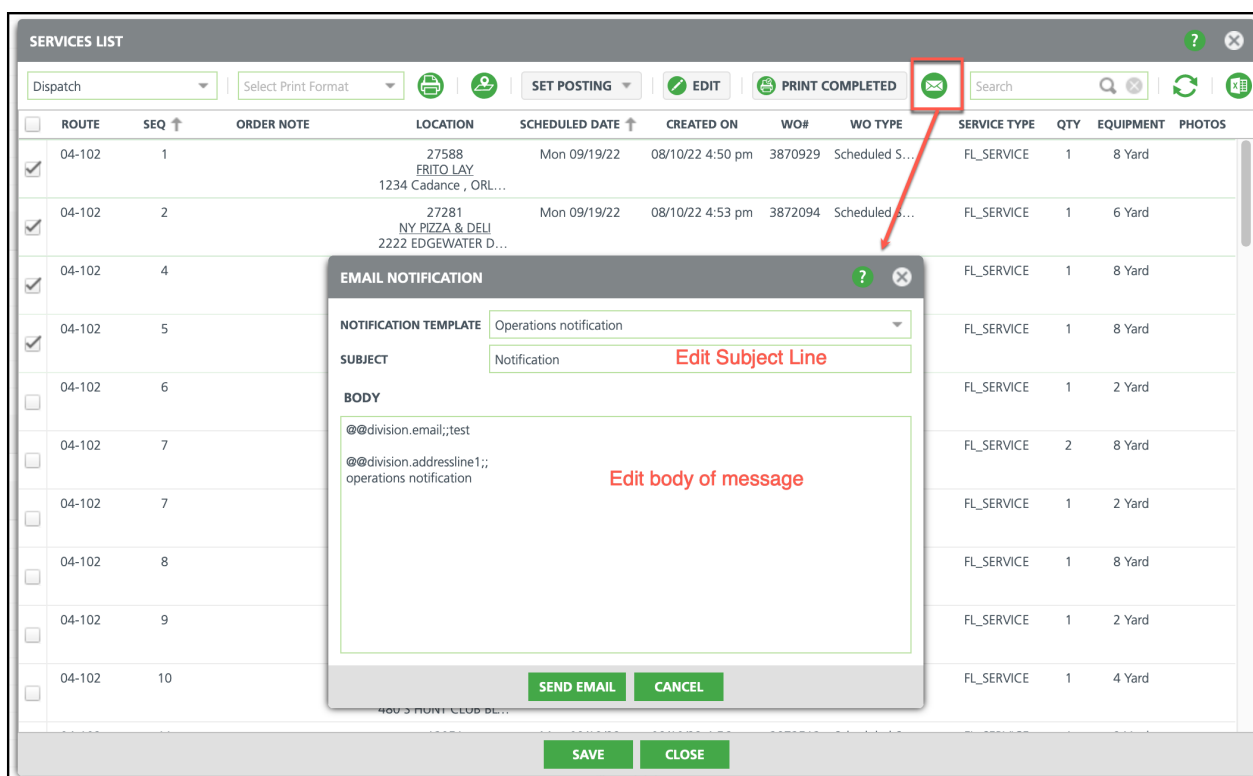 SERVICES LIST
?
Dispatch Select Print Format SET POSTING EDIT PRINT COMPLETED Search
ROUTE SEQ ORDER NOTE LOCATION SCHEDULED DATE CREATED ON WO# WO TYPE SERVICE TYPE QTY EQUIPMENT PHOTOS
04-102 1 27588 Mon 09/19/22 08/10/22 4:50 pm 3870929 Scheduled S... FL_SERVICE 1 8 Yard
FRITO LAY
1234 Cadance , ORL...
04-102 2 27281 Mon 09/19/22 08/10/22 4:53 pm 3872094 Scheduled S... FL_SERVICE 1 6 Yard
NY PIZZA & DELI
2222 EDGEWATER D...
04-102 4 FL_SERVICE 1 8 Yard
04-102 5 FL_SERVICE 1 8 Yard
04-102 6 FL_SERVICE 1 2 Yard
04-102 7 FL_SERVICE 2 8 Yard
04-102 7 FL_SERVICE 1 2 Yard
04-102 8 FL_SERVICE 1 8 Yard
04-102 9 FL_SERVICE 1 2 Yard
04-102 10 FL_SERVICE 1 4 Yard
480 S HUNT CLUB BL...
EMAIL NOTIFICATION
?
NOTIFICATION TEMPLATE Operations notification
SUBJECT Notification Edit Subject Line
BODY
@@division.email;;test
@@division.addressline1;;
operations notification
Edit body of message
SEND EMAIL CANCEL
SAVE CLOSE